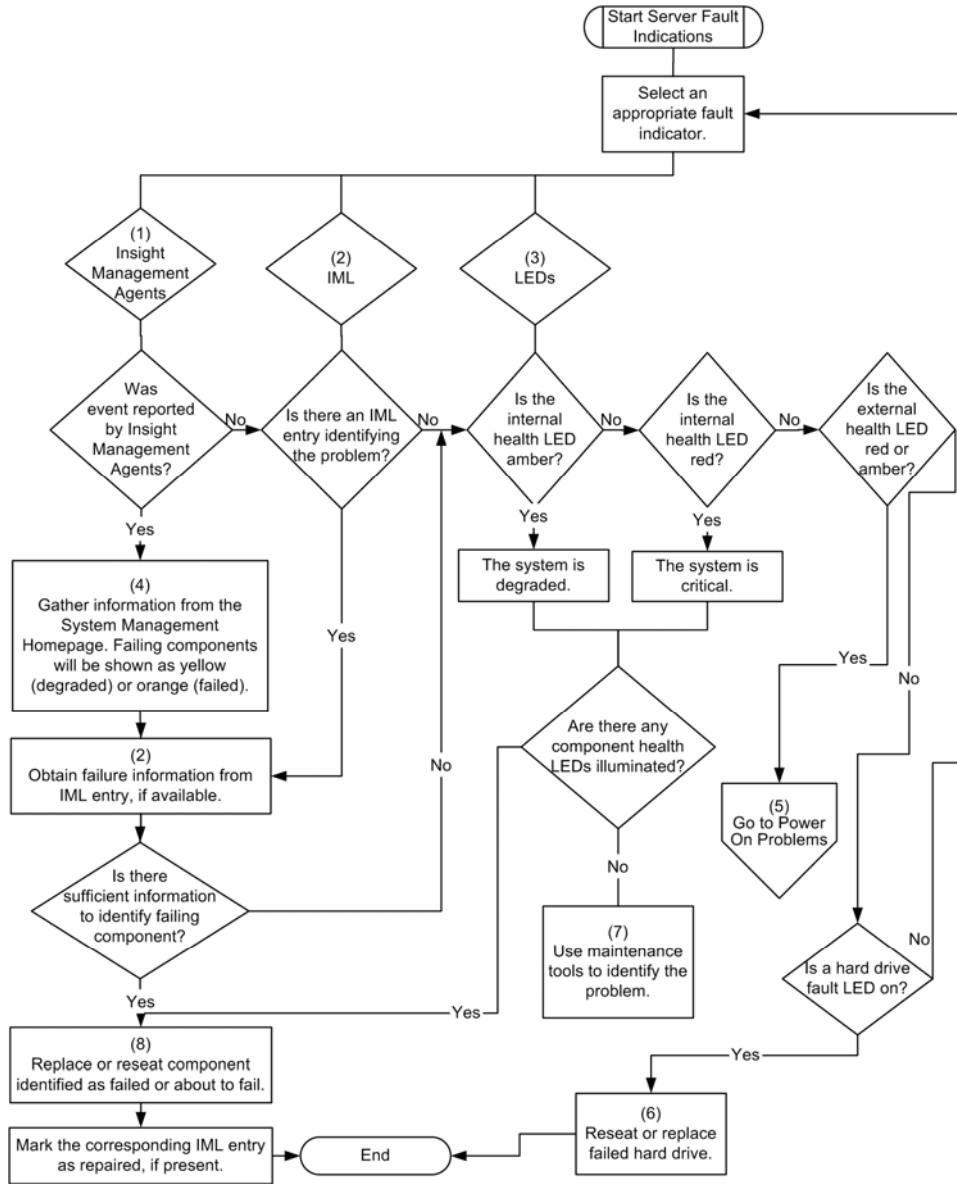 Start Server Fault
Indications
Select an
appropriate fault
indicator.
(1)
Insight
Management
Agents
(2)
IML
(3)
LEDs
Was
event reported
by Insight
Management
Agents?
No
Is there an IML
entry identifying
the problem?
No
Is the
internal
health LED
amber?
No
Is the
internal
health LED
red?
No
Is the
external
health LED
red or
amber?
Yes
Yes
Yes
(4)
Gather information from the
System Management
Homepage. Failing components
will be shown as yellow
(degraded) or orange (failed).
Yes
The system is
degraded.
The system is
critical.
Yes
No
Are there any
component health
LEDs illuminated?
(2)
Obtain failure information from
IML entry, if available.
No
(5)
Go to Power
On Problems
Is there
sufficient information
to identify failing
component?
No
(7)
Use maintenance
tools to identify the
problem.
No
Is a hard drive
fault LED on?
Yes
Yes
Yes
(8)
Replace or reseat component
identified as failed or about to fail.
(6)
Reseat or replace
failed hard drive.
Mark the corresponding IML entry
as repaired, if present.
End